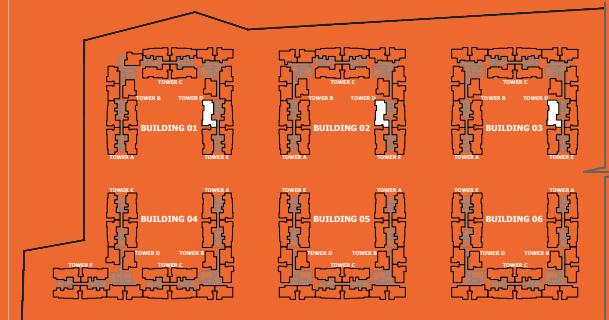 TOWER C TOWER C TOWER C
TOWER B TOWER D TOWER B TOWER D TOWER B TOWER D
BUILDING 01 BUILDING 02 BUILDING 03
TOWER A TOWER E TOWER A TOWER E TOWER A TOWER E
TOWER E TOWER A TOWER E TOWER A TOWER E TOWER A
BUILDING 04 BUILDING 05 BUILDING 06
TOWER D TOWER B TOWER D TOWER B TOWER D TOWER B
TOWER F TOWER C TOWER C TOWER C